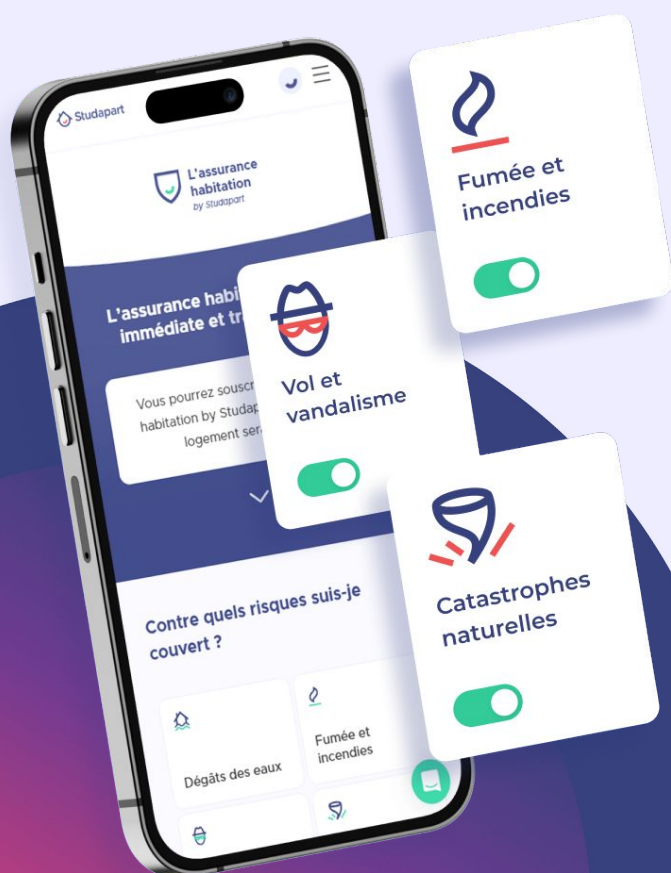 Studapart
L'assurance
habitation
by Studapart
L'assurance habi
immédiate et tr
Vous pourrez souscr
habitation by Studap
logement ser
Contre quels risques suis-je
couvert ?
Dégâts des eaux
Fumée et
incendies
Fumée et
incendies
Vol et
vandalisme
Catastrophes
naturelles